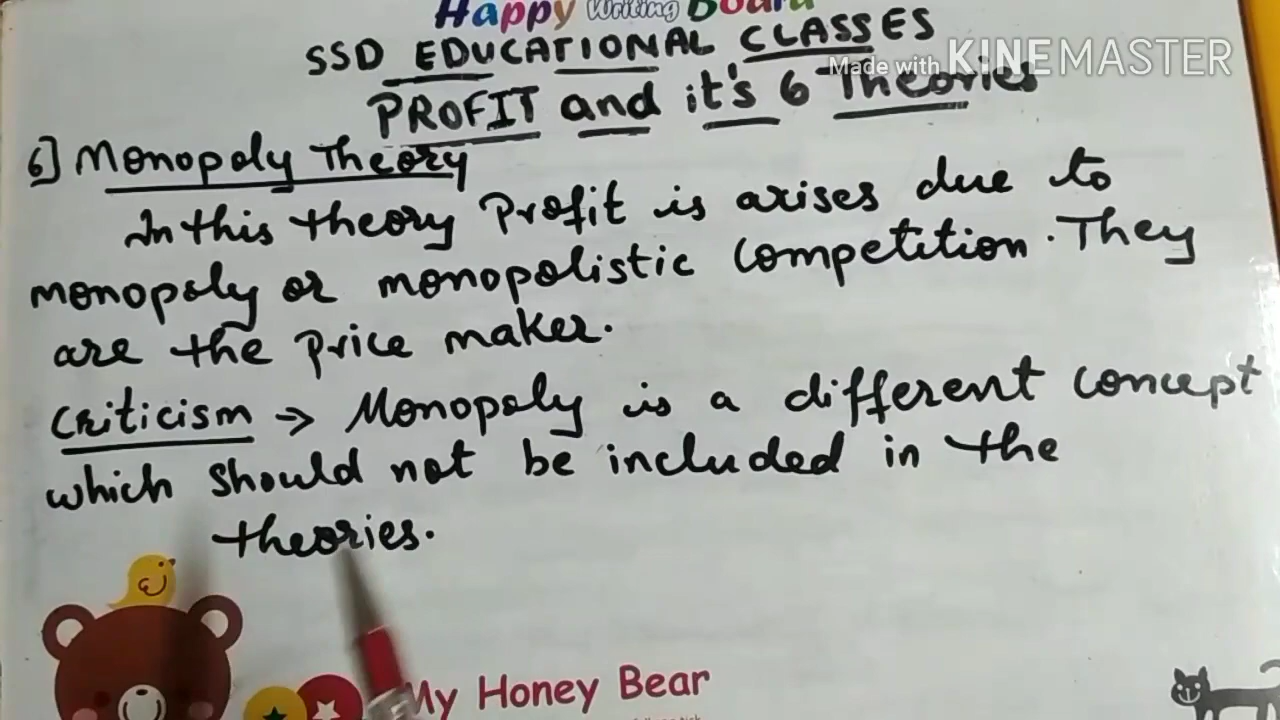 Happy Writing Board
SSD EDUCATIONAL CLASSES
Made with KINEMASTER
PROFIT and it's 6 Theories
6] Monopoly Theory
In this theory Profit is arises due to
monopoly or monopolistic competition. They
are the price maker.
Criticism → Monopoly is a different concept
which should not be included in the
theories.
My Honey Bear